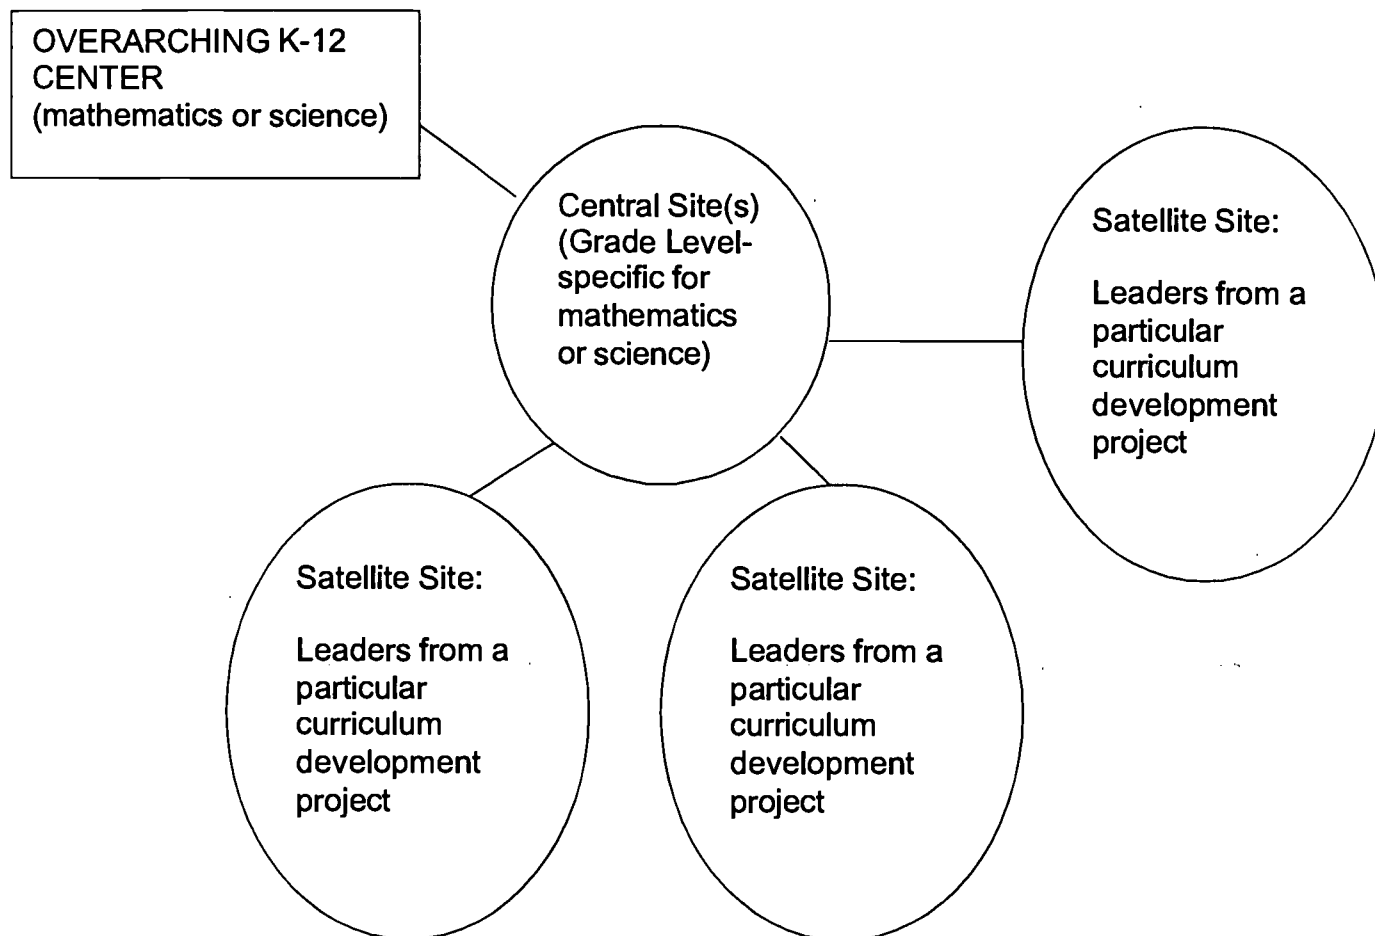 OVERARCHING K-12
CENTER
(mathematics or science)
Central Site(s)
(Grade Level-
specific for
mathematics
or science)
Satellite Site:
Leaders from a
particular
curriculum
development
project
Satellite Site:
Leaders from a
particular
curriculum
development
project
Satellite Site:
Leaders from a
particular
curriculum
development
project